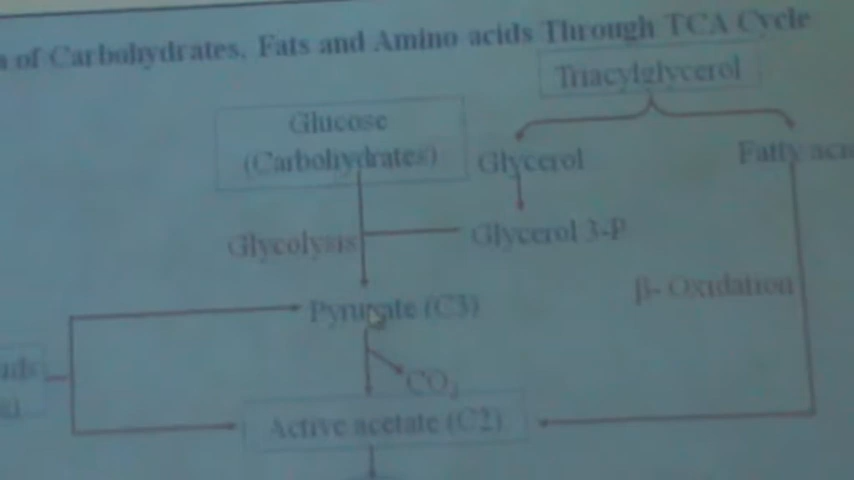 of Carbohydrates, Fats and Amino acids Through TCA Cycle
Triacylglycerol
Glucose
(Carbohydrates)
Glycerol
Fatty
Glycolysis
Glycerol 3-P
β- Oxidation
Pyruvate (C3)
CO2
Active acetate (C2)